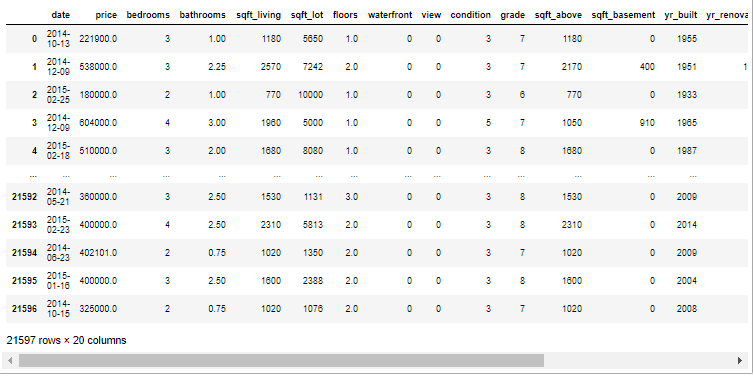 date price bedrooms bathrooms sqft_living sqft_lot floors waterfront view condition grade sqft_above sqft_basement yr_built yr_renova
0 2014-10-13 221900.0 3 1.00 1180 5650 1.0 0 0 3 7 1180 0 1955
1 2014-12-09 538000.0 3 2.25 2570 7242 2.0 0 0 3 7 2170 400 1951 1
2 2015-02-25 180000.0 2 1.00 770 10000 1.0 0 0 3 6 770 0 1933
3 2014-12-09 604000.0 4 3.00 1960 5000 1.0 0 0 5 7 1050 910 1965
4 2015-02-18 510000.0 3 2.00 1680 8080 1.0 0 0 3 8 1680 0 1987
... ... ... ... ... ... ... ... ... ... ... ... ... ... ...
21592 2014-05-21 360000.0 3 2.50 1530 1131 3.0 0 0 3 8 1530 0 2009
21593 2015-02-23 400000.0 4 2.50 2310 5813 2.0 0 0 3 8 2310 0 2014
21594 2014-06-23 402101.0 2 0.75 1020 1350 2.0 0 0 3 7 1020 0 2009
21595 2015-01-16 400000.0 3 2.50 1600 2388 2.0 0 0 3 8 1600 0 2004
21596 2014-10-15 325000.0 2 0.75 1020 1076 2.0 0 0 3 7 1020 0 2008
21597 rows × 20 columns